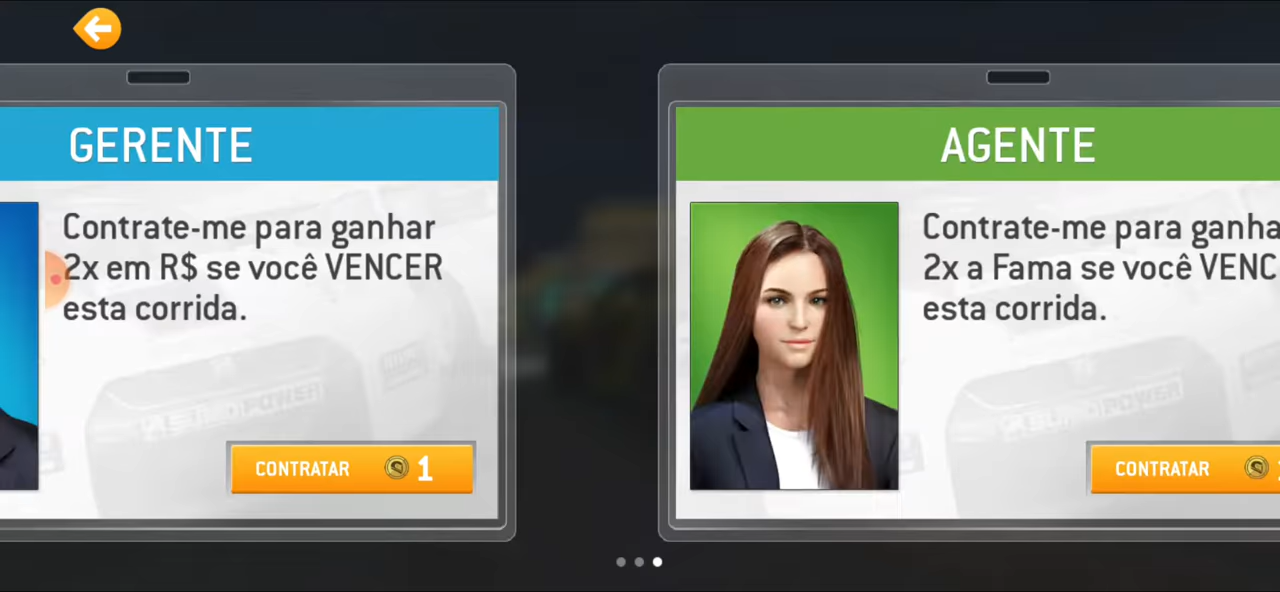 GERENTE
Contrate-me para ganhar
2x em R$ se você VENCER
esta corrida.
CONTRATAR 1
AGENTE
Contrate-me para ganha
2x a Fama se você VENC
esta corrida.
CONTRATAR